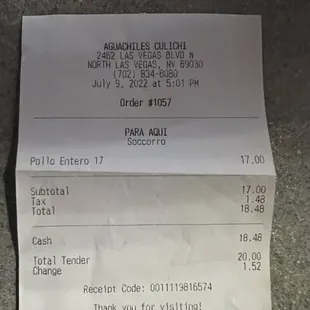 AGUACHILES CULICHI
2462 LAS VEGAS BLVD N
NORTH LAS VEGAS, NV 89030
(702) 834-8080
July 9, 2022 at 5:01 PM
Order #1057
PARA AQUI
Soccorro
Pollo Entero 17 17.00
Subtotal 17.00
Tax 1.48
Total 18.48
Cash 18.48
Total Tender 20.00
Change 1.52
Receipt Code: 0011119816574
Thank you for visiting!